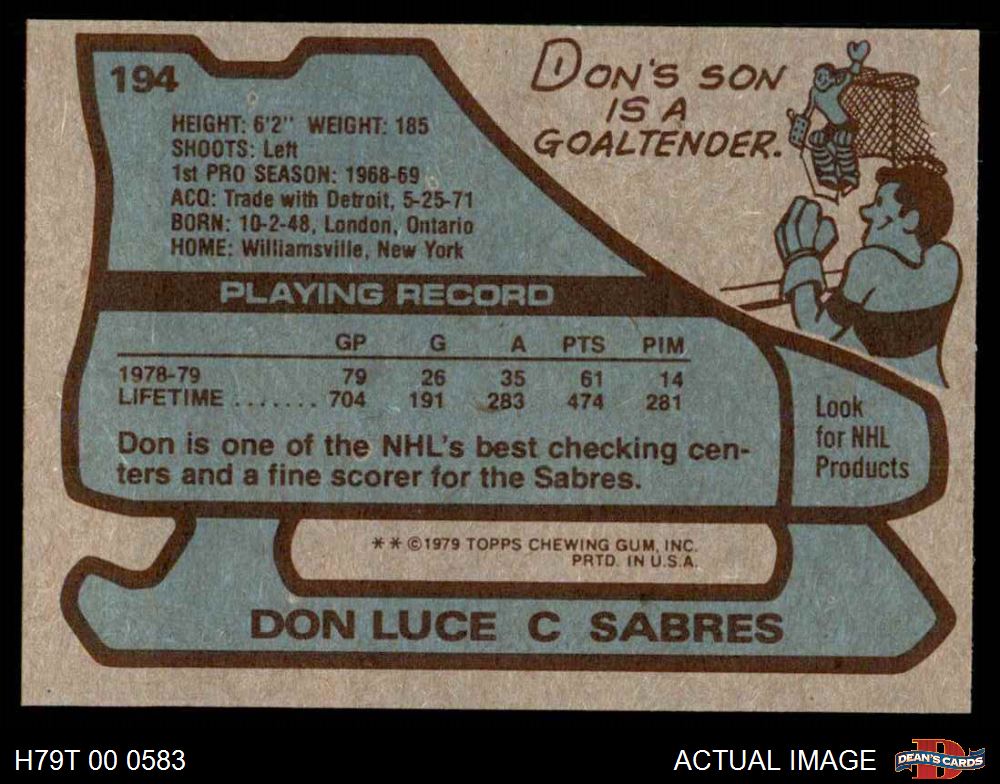 194
HEIGHT: 6'2" WEIGHT: 185
SHOOTS: Left
1st PRO SEASON: 1968-69
ACQ: Trade with Detroit, 5-25-71
BORN: 10-2-48, London, Ontario
HOME: Williamsville, New York
DON'S SON
IS A
GOALTENDER.
PLAYING RECORD
GP G A PTS PIM
1978-79 79 26 35 61 14
LIFETIME ....... 704 191 283 474 281
Don is one of the NHL's best checking cen-
ters and a fine scorer for the Sabres.
Look
for NHL
Products
** ©1979 TOPPS CHEWING GUM, INC.
PRTD. IN U.S.A.
DON LUCE C SABRES
H79T 00 0583
ACTUAL IMAGE
DEAN'S CARDS